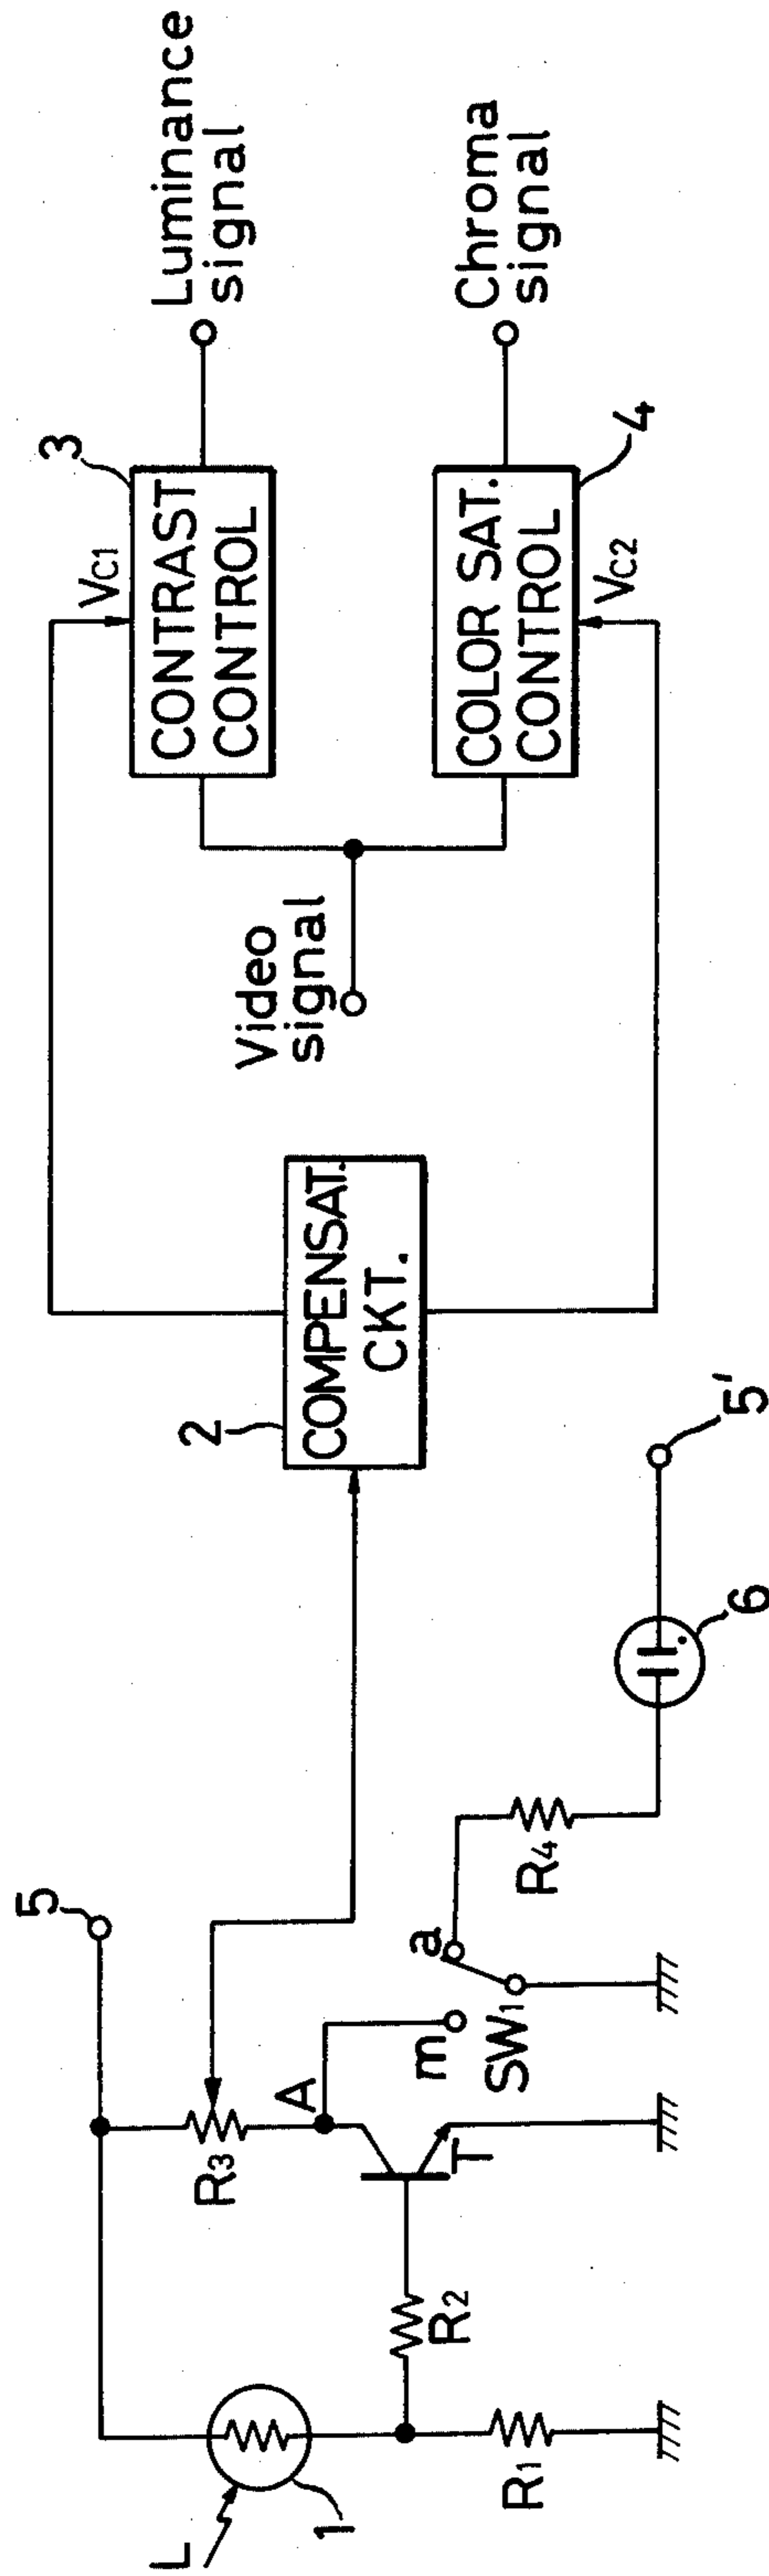 L
1
R1
R2
T
R3
A
5
m
a
SW1
R4
6
5'
2
COMPENSAT.
CKT.
Video
signal
VC1
3
CONTRAST
CONTROL
Luminance
signal
COLOR SAT.
CONTROL
VC2
4
Chroma
signal